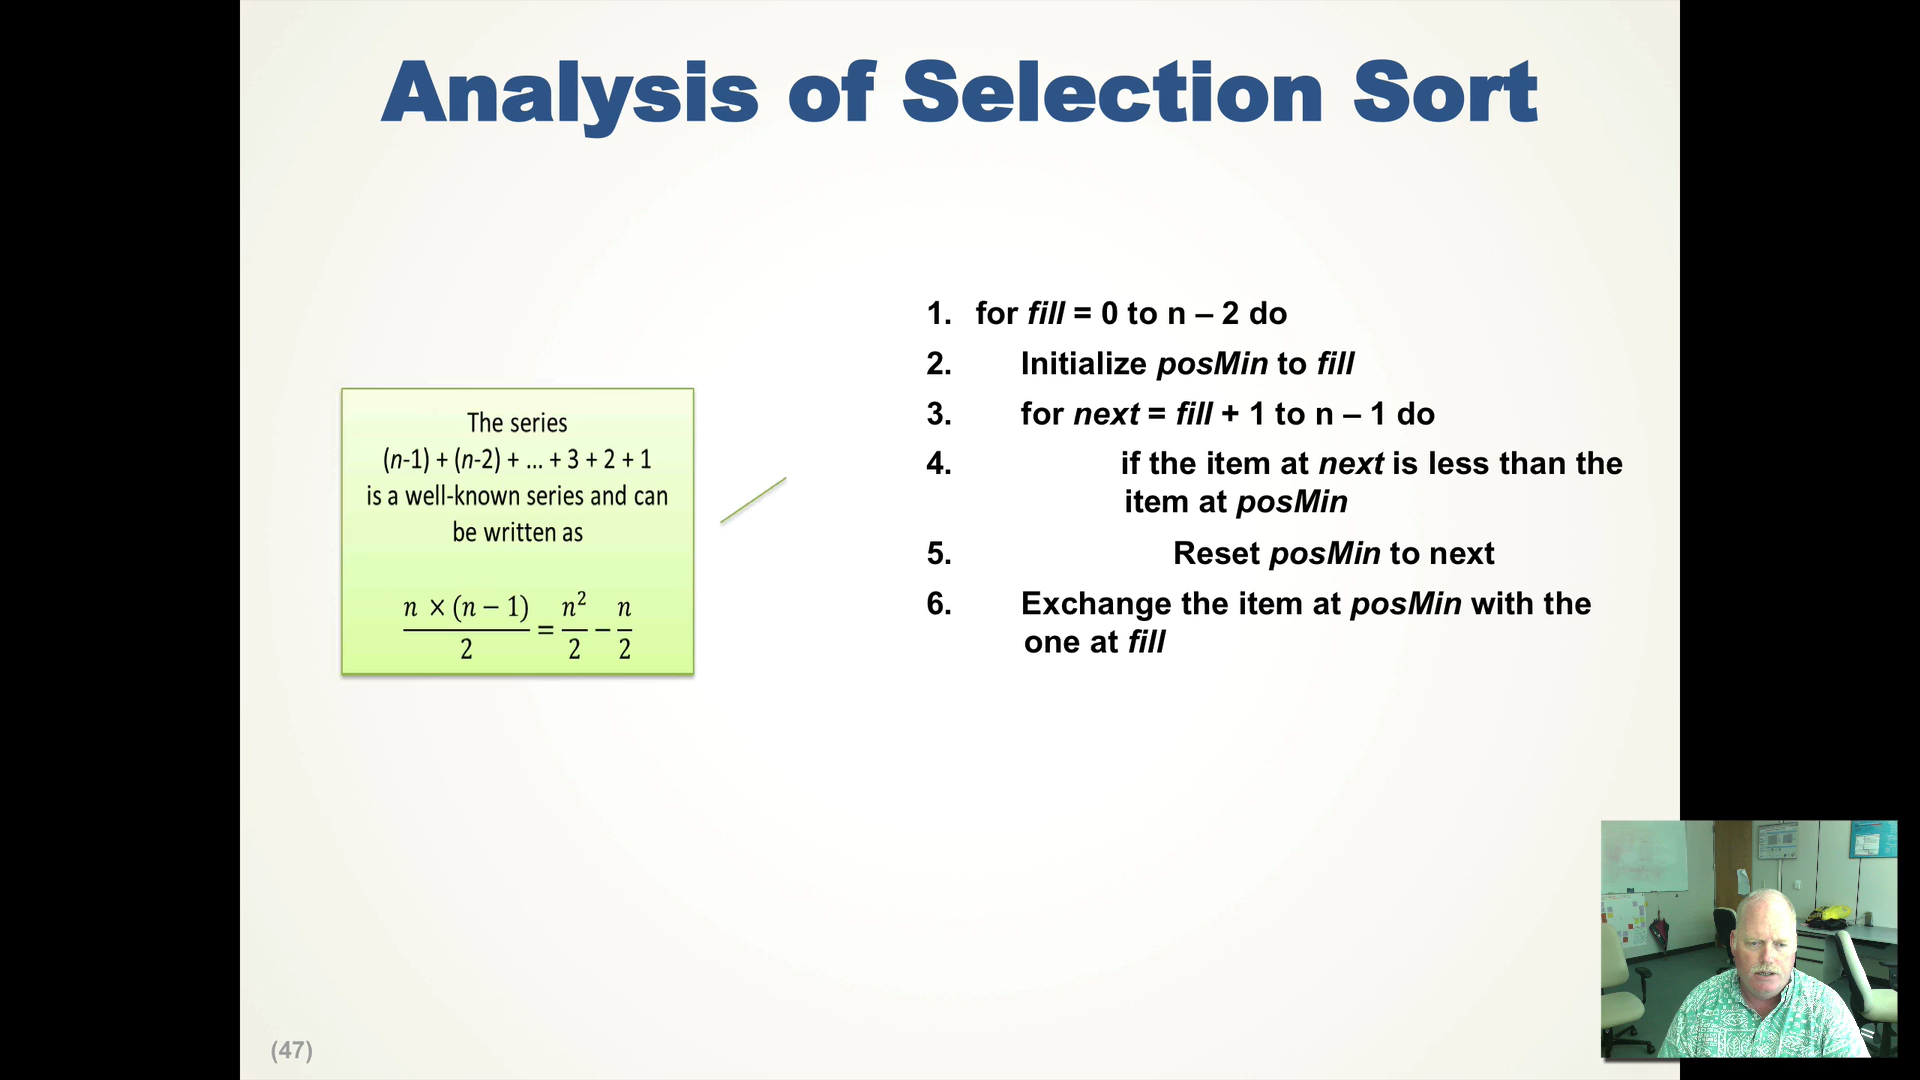 Analysis of Selection Sort
The series
(n-1) + (n-2) + ... + 3 + 2 + 1
is a well-known series and can
be written as
n × (n − 1) / 2 = n² / 2 − n / 2
1. for fill = 0 to n – 2 do
2. Initialize posMin to fill
3. for next = fill + 1 to n – 1 do
4. if the item at next is less than the
item at posMin
5. Reset posMin to next
6. Exchange the item at posMin with the
one at fill
(47)